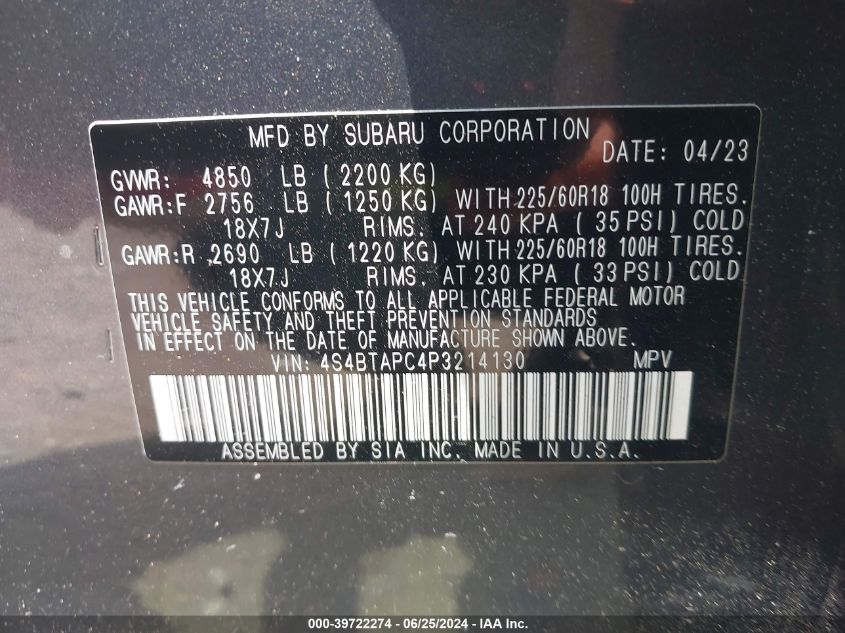 MFD BY SUBARU CORPORATION
DATE: 04/23
GVWR: 4850 LB ( 2200 KG)
GAWR:F 2756 LB ( 1250 KG) WITH 225/60R18 100H TIRES.
18X7J RIMS. AT 240 KPA ( 35 PSI) COLD
GAWR:R 2690 LB ( 1220 KG) WITH 225/60R18 100H TIRES.
18X7J RIMS. AT 230 KPA ( 33 PSI) COLD
THIS VEHICLE CONFORMS TO ALL APPLICABLE FEDERAL MOTOR
VEHICLE SAFETY AND THEFT PREVENTION STANDARDS
IN EFFECT ON THE DATE OF MANUFACTURE SHOWN ABOVE.
VIN: 4S4BTAPC4P3214130 MPV
ASSEMBLED BY SIA INC. MADE IN U.S.A.
000-39722274 - 06/25/2024 - IAA Inc.